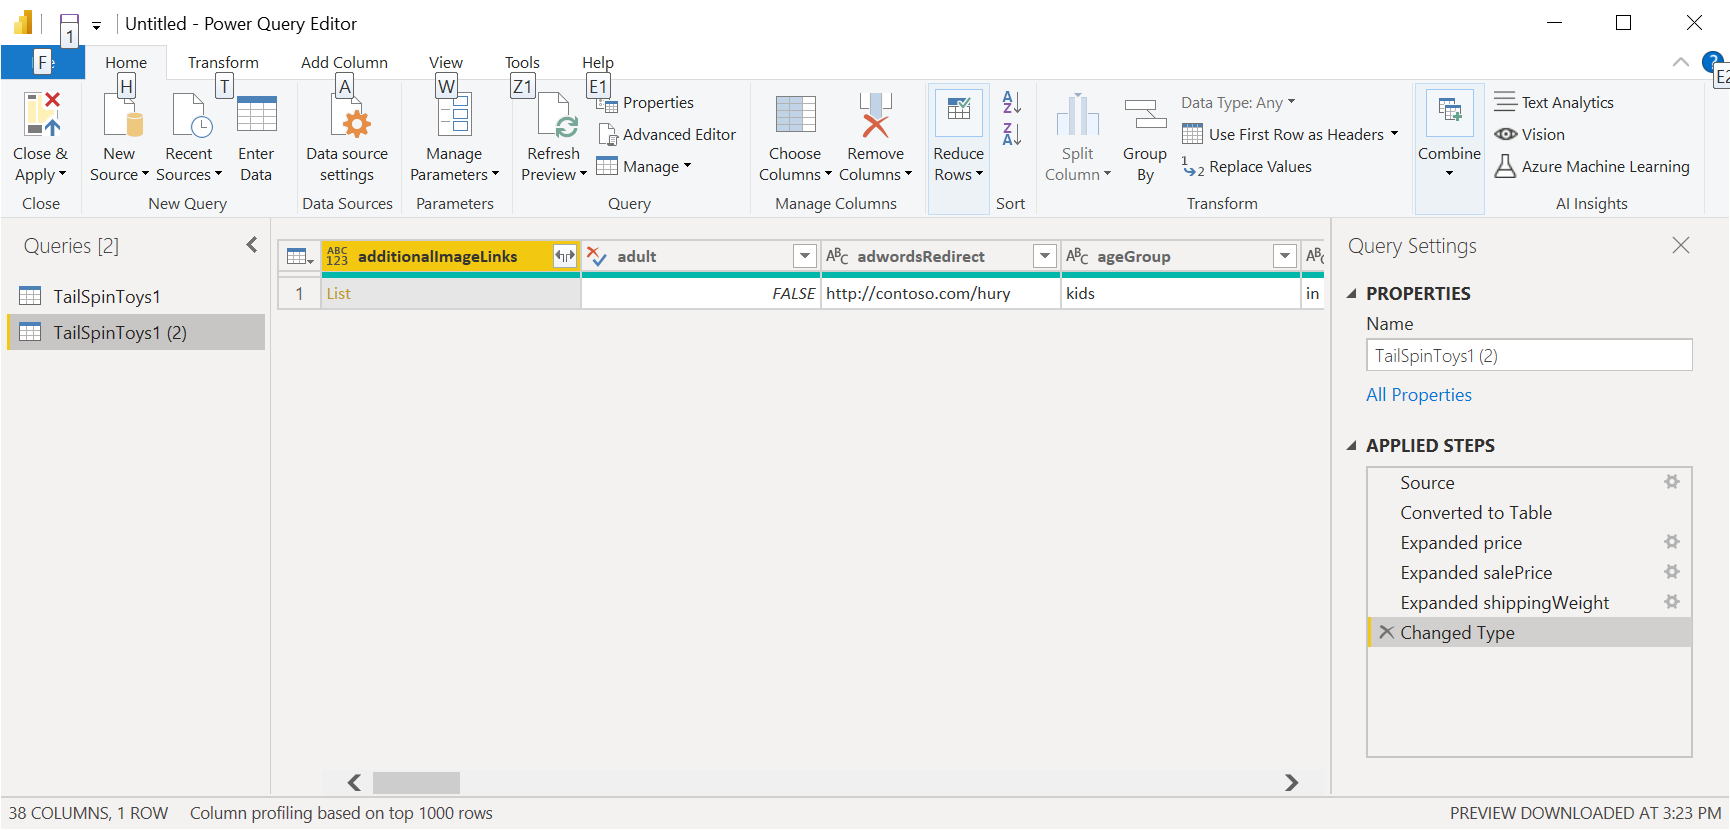 1
Untitled - Power Query Editor
F
Home
Transform
Add Column
View
Tools
Help
H
T
A
W
Z1
E1
?
E2
Close &
Apply
New
Source
Recent
Sources
Enter
Data
Data source
settings
Manage
Parameters
Refresh
Preview
Properties
Advanced Editor
Manage
Choose
Columns
Remove
Columns
Reduce
Rows
A
Z
Z
A
Split
Column
Group
By
Data Type: Any
Use First Row as Headers
1
2
Replace Values
Combine
Text Analytics
Vision
Azure Machine Learning
Close
New Query
Data Sources
Parameters
Query
Manage Columns
Sort
Transform
AI Insights
Queries [2]
TailSpinToys1
TailSpinToys1 (2)
ABC
123
additionalImageLinks
adult
ABC
adwordsRedirect
ABC
ageGroup
1
List
FALSE
http://contoso.com/hury
kids
in
Query Settings
PROPERTIES
Name
TailSpinToys1 (2)
All Properties
APPLIED STEPS
Source
Converted to Table
Expanded price
Expanded salePrice
Expanded shippingWeight
Changed Type
38 COLUMNS, 1 ROW
Column profiling based on top 1000 rows
PREVIEW DOWNLOADED AT 3:23 PM